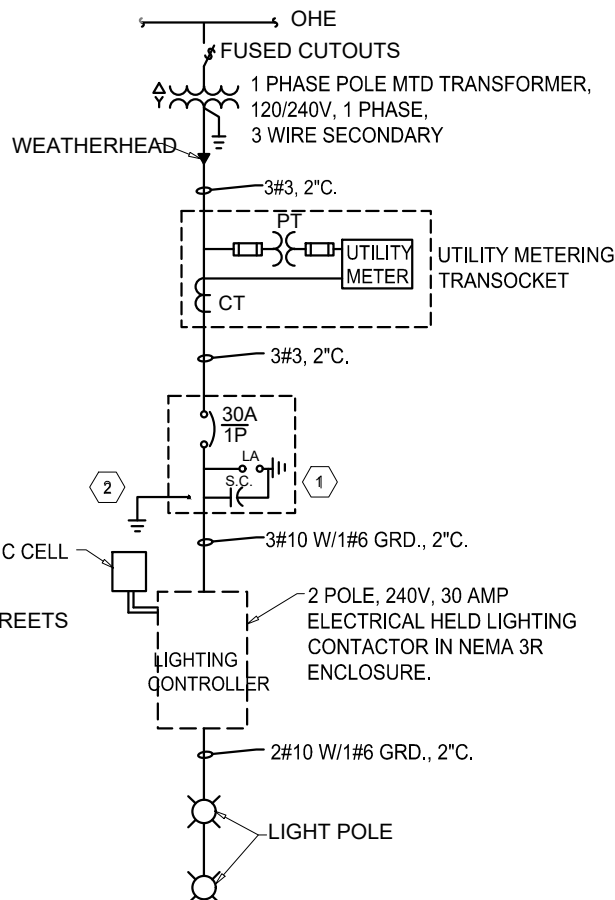 OHE
FUSED CUTOUTS
Δ
Y
1 PHASE POLE MTD TRANSFORMER,
120/240V, 1 PHASE,
3 WIRE SECONDARY
WEATHERHEAD
3#3, 2"C.
PT
UTILITY
METER
UTILITY METERING
TRANSOCKET
CT
3#3, 2"C.
30A
1P
LA
S.C.
1
2
3#10 W/1#6 GRD., 2"C.
C CELL
REETS
2 POLE, 240V, 30 AMP
ELECTRICAL HELD LIGHTING
CONTACTOR IN NEMA 3R
ENCLOSURE.
LIGHTING
CONTROLLER
2#10 W/1#6 GRD., 2"C.
LIGHT POLE